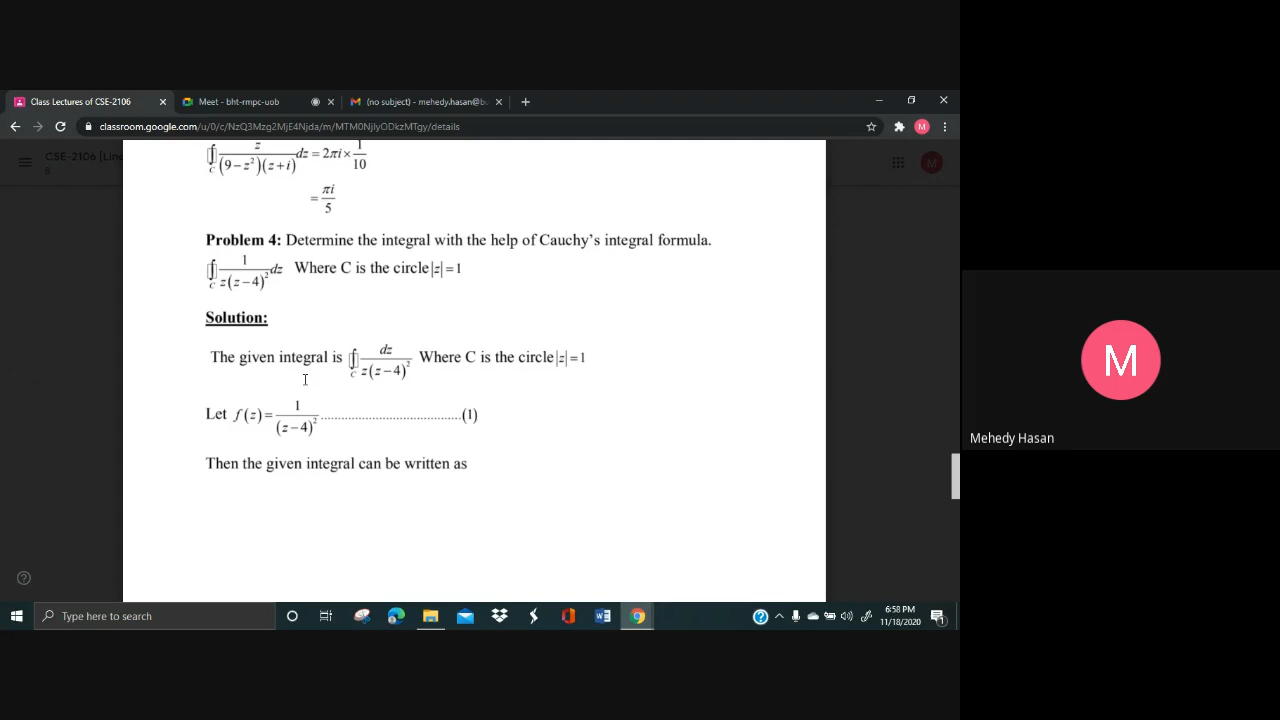 Class Lectures of CSE-2106
Meet - bht-rmpc-uob
(no subject) - mehedy.hasan@b
classroom.google.com/u/0/c/NzQ3Mzg2MjE4Njda/m/MTM0NjIyODkzMTgy/details
CSE-2106 [Lin
∮_C z/((9−z²)(z+i)) dz = 2πi × 1/10
= πi/5
Problem 4: Determine the integral with the help of Cauchy's integral formula.
∮_C 1/(z(z−4)²) dz Where C is the circle |z| = 1
Solution:
The given integral is ∮_C dz/(z(z−4)²) Where C is the circle |z| = 1
Let f(z) = 1/(z−4)² ..........................................(1)
Then the given integral can be written as
M
Mehedy Hasan
Type here to search
6:58 PM
11/18/2020